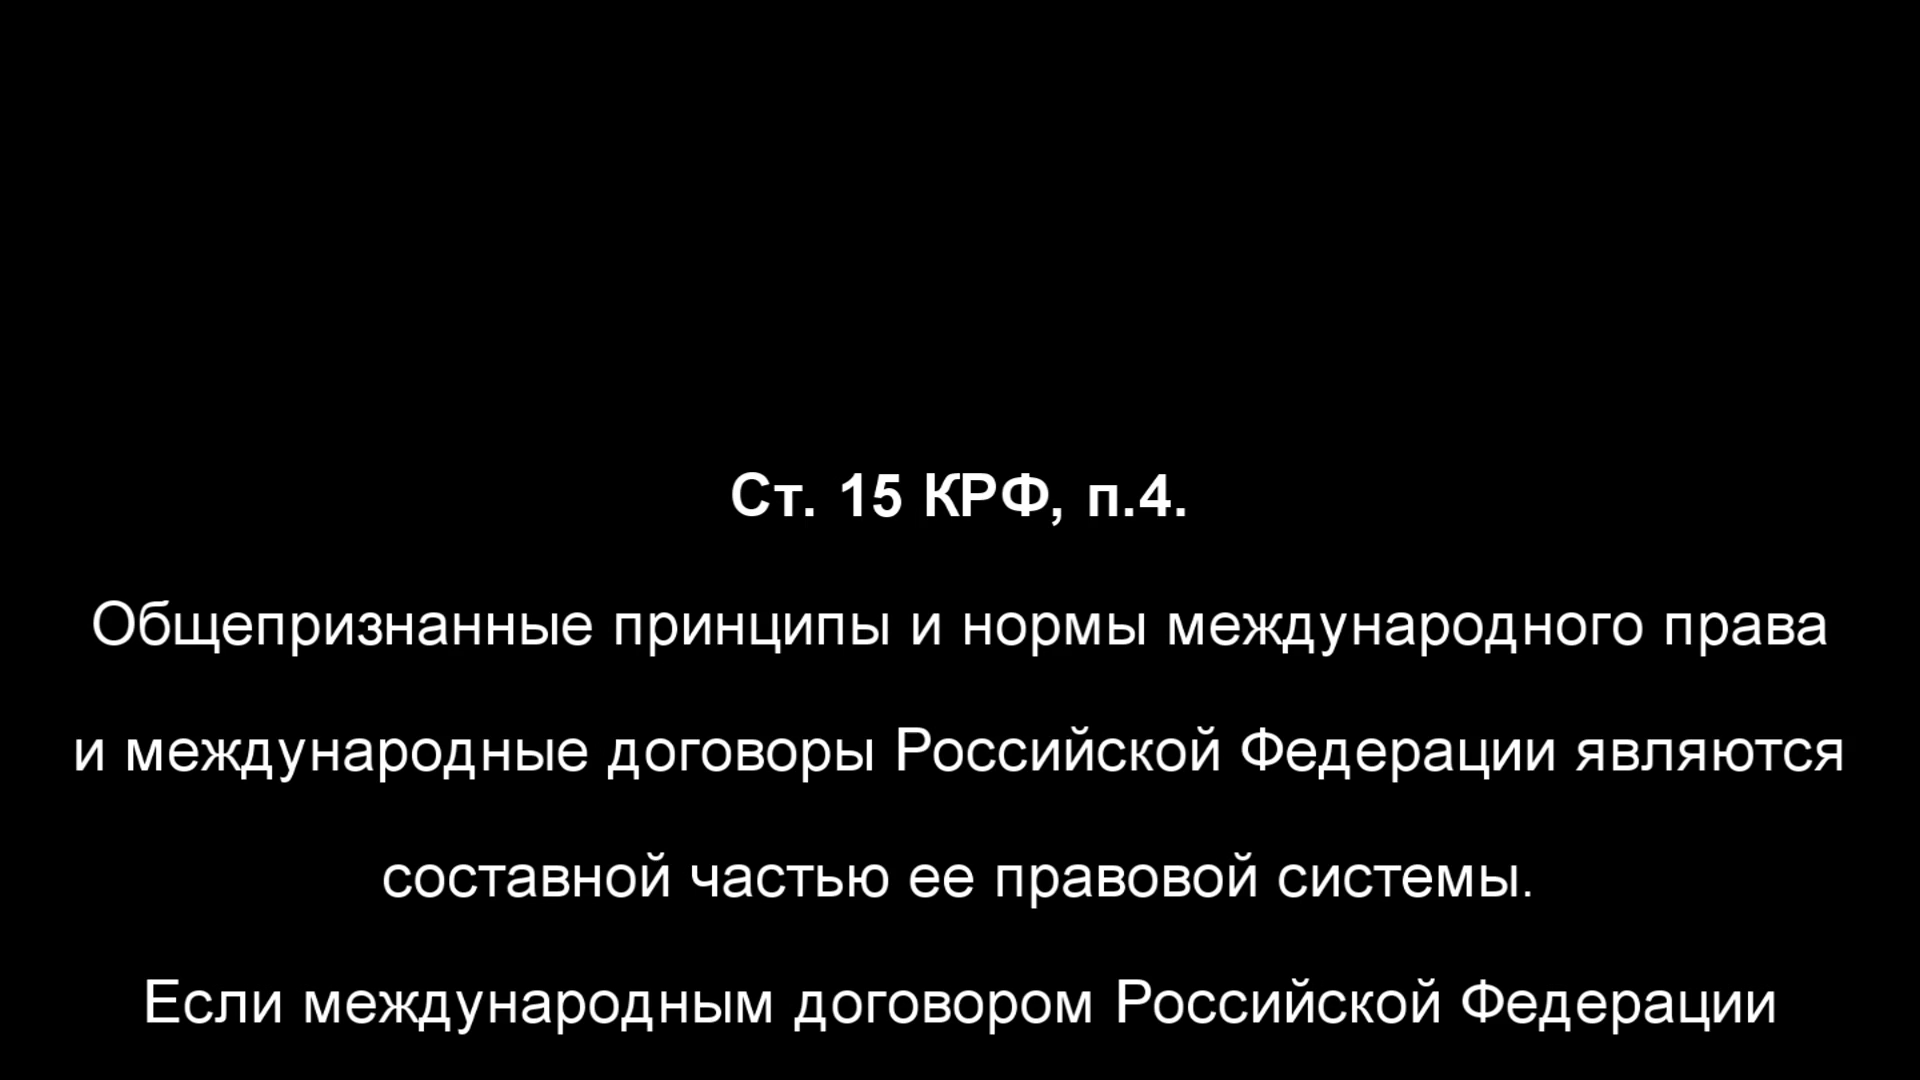 Ст. 15 КРФ, п.4.
Общепризнанные принципы и нормы международного права
и международные договоры Российской Федерации являются
составной частью ее правовой системы.
Если международным договором Российской Федерации